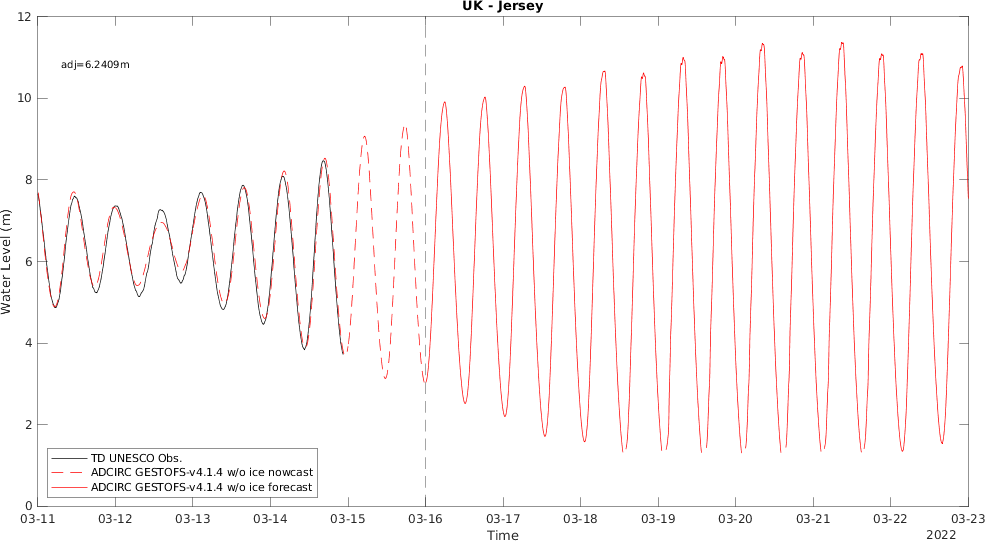 UK - Jersey
12
adj=6.2409m
10
8
6
Water Level (m)
4
2
TD UNESCO Obs.
ADCIRC GESTOFS-v4.1.4 w/o ice nowcast
ADCIRC GESTOFS-v4.1.4 w/o ice forecast
0
03-11 03-12 03-13 03-14 03-15 03-16 03-17 03-18 03-19 03-20 03-21 03-22 03-23
Time
2022